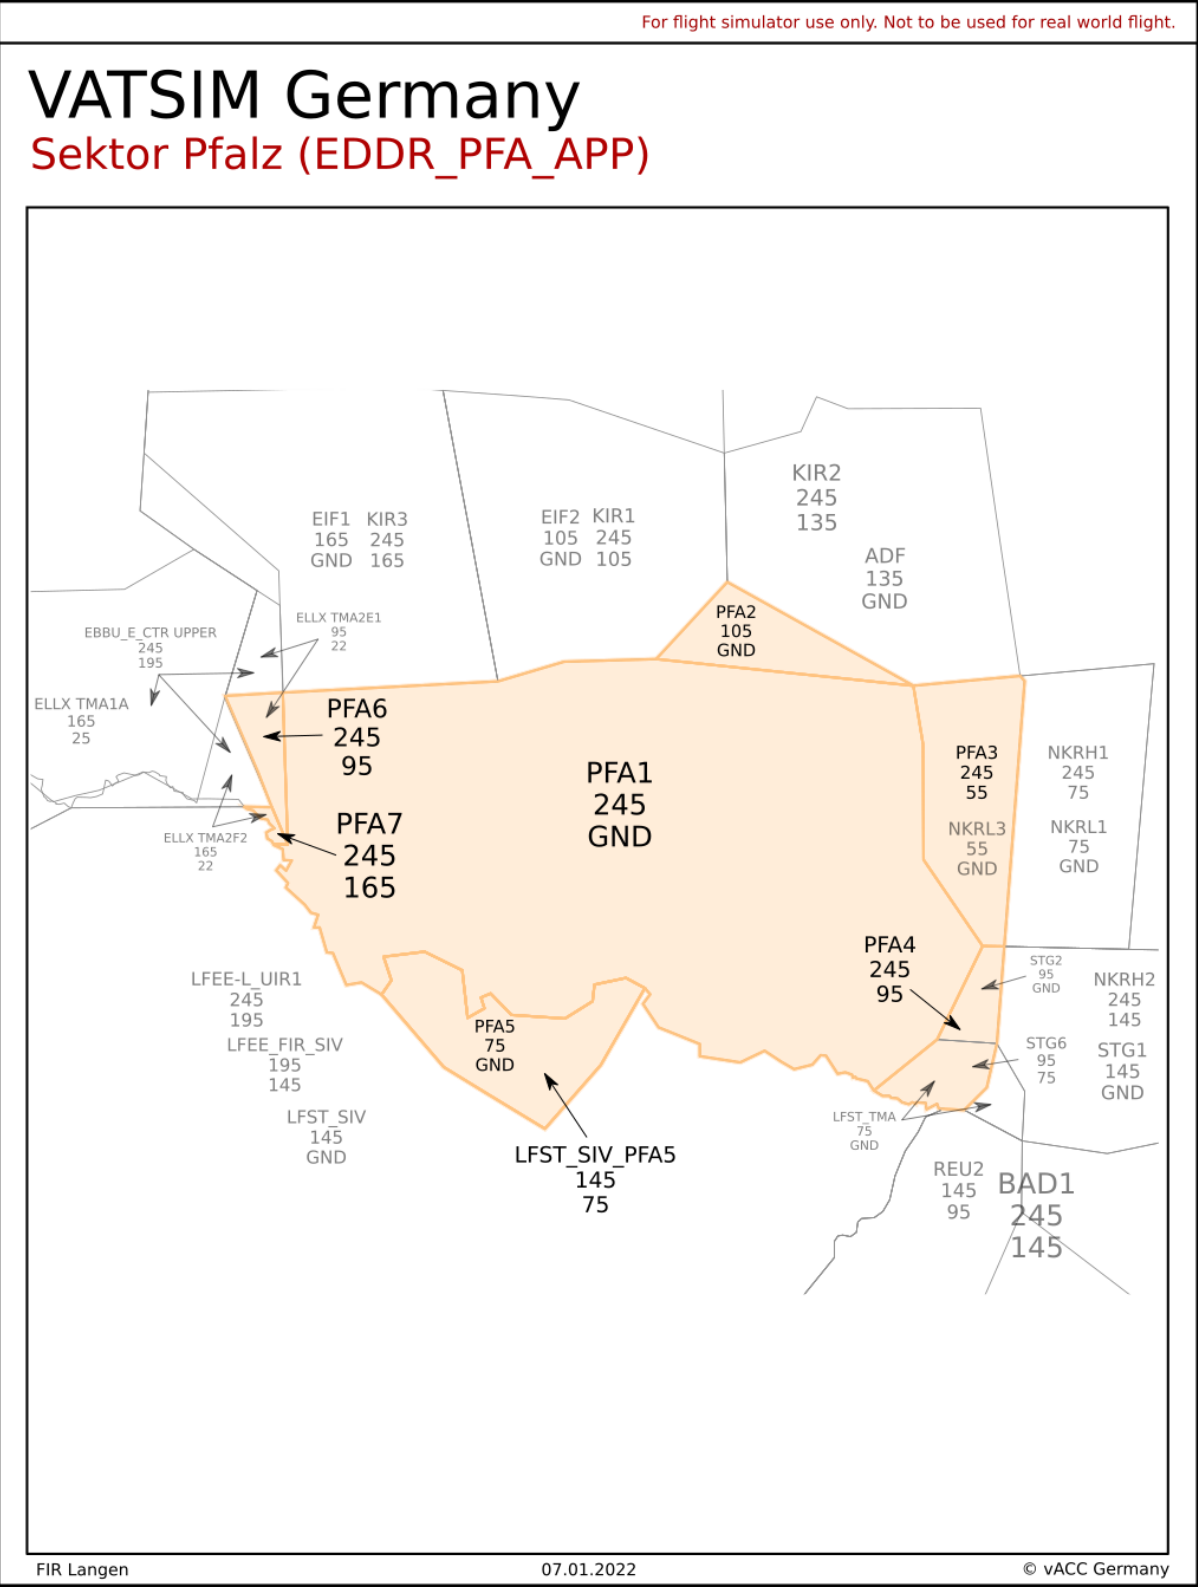 For flight simulator use only. Not to be used for real world flight.
VATSIM Germany
Sektor Pfalz (EDDR_PFA_APP)
KIR2
245
135
EIF1 KIR3
165 245
GND 165
EIF2 KIR1
105 245
GND 105
ADF
135
GND
PFA2
105
GND
ELLX TMA2E1
95
22
EBBU_E_CTR UPPER
245
195
ELLX TMA1A
165
25
PFA6
245
95
PFA1
245
GND
PFA3
245
55
NKRH1
245
75
PFA7
245
165
ELLX TMA2F2
165
22
NKRL3
55
GND
NKRL1
75
GND
PFA4
245
95
STG2
95
GND
NKRH2
245
145
LFEE-L_UIR1
245
195
LFEE_FIR_SIV
195
145
PFA5
75
GND
STG6
95
75
STG1
145
GND
LFST_SIV
145
GND
LFST_TMA
75
GND
LFST_SIV_PFA5
145
75
REU2
145
95
BAD1
245
145
FIR Langen
07.01.2022
© vACC Germany